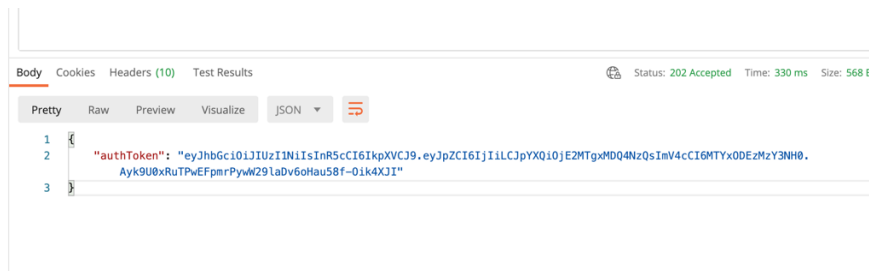 Body Cookies Headers (10) Test Results Status: 202 Accepted Time: 330 ms Size: 568 B
Pretty Raw Preview Visualize JSON
1 {
2 "authToken": "eyJhbGciOiJIUzI1NiIsInR5cCI6IkpXVCJ9.eyJpZCI6IjIiLCJpYXQiOjE2MTgxMDQ4NzQsImV4cCI6MTYxODEzMzY3NH0.
Ayk9U0xRuTPwEFpmrPywW29laDv6oHau58f-Oik4XJI"
3 }